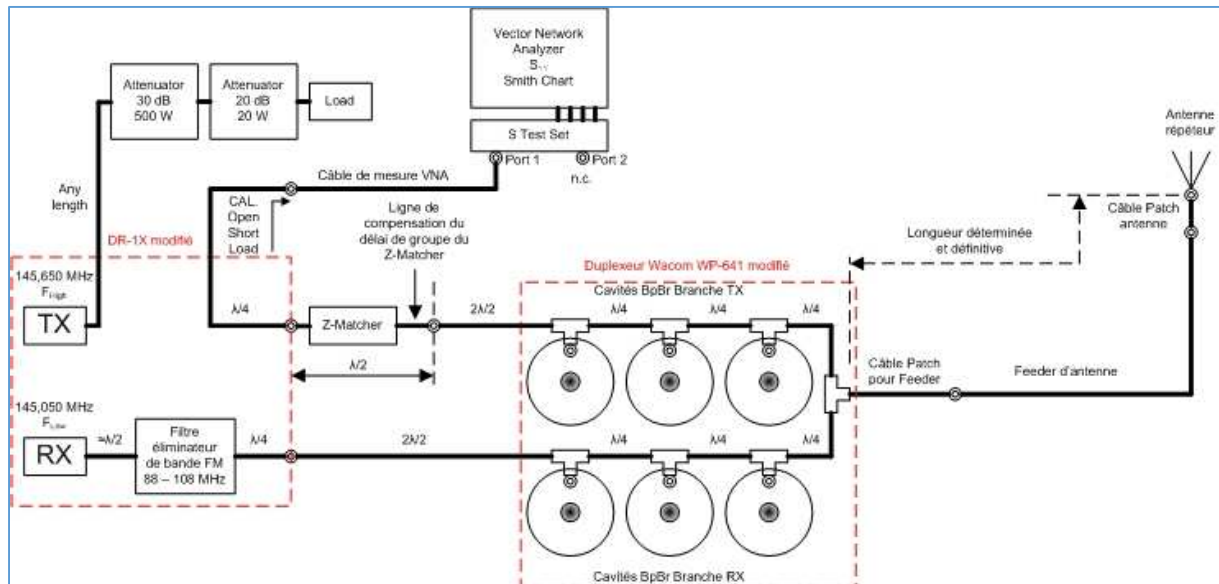 Vector Network
Analyzer
Smith Chart
S Test Set
Port 1
Port 2
n.c.
Attenuator
30 dB
500 W
Attenuator
20 dB
20 W
Load
Antenne
répéteur
Câble de mesure VNA
Any
length
CAL.
Open
Short
Load
Ligne de
compensation du
délai de groupe du
Z-Matcher
Câble Patch
antenne
Longueur déterminée
et définitive
DR-1X modifié
Duplexeur Wacom WP-641 modifié
Cavités BpBr Branche TX
145,650 MHz
F High
TX
λ/4
Z-Matcher
2λ/2
λ/4
λ/4
λ/4
λ/2
Câble Patch
pour Feeder
Feeder d'antenne
145,050 MHz
RX
≈λ/2
Filtre
éliminateur
de bande FM
88 – 108 MHz
λ/4
2λ/2
λ/4
λ/4
λ/4
Cavités BpBr Branche RX